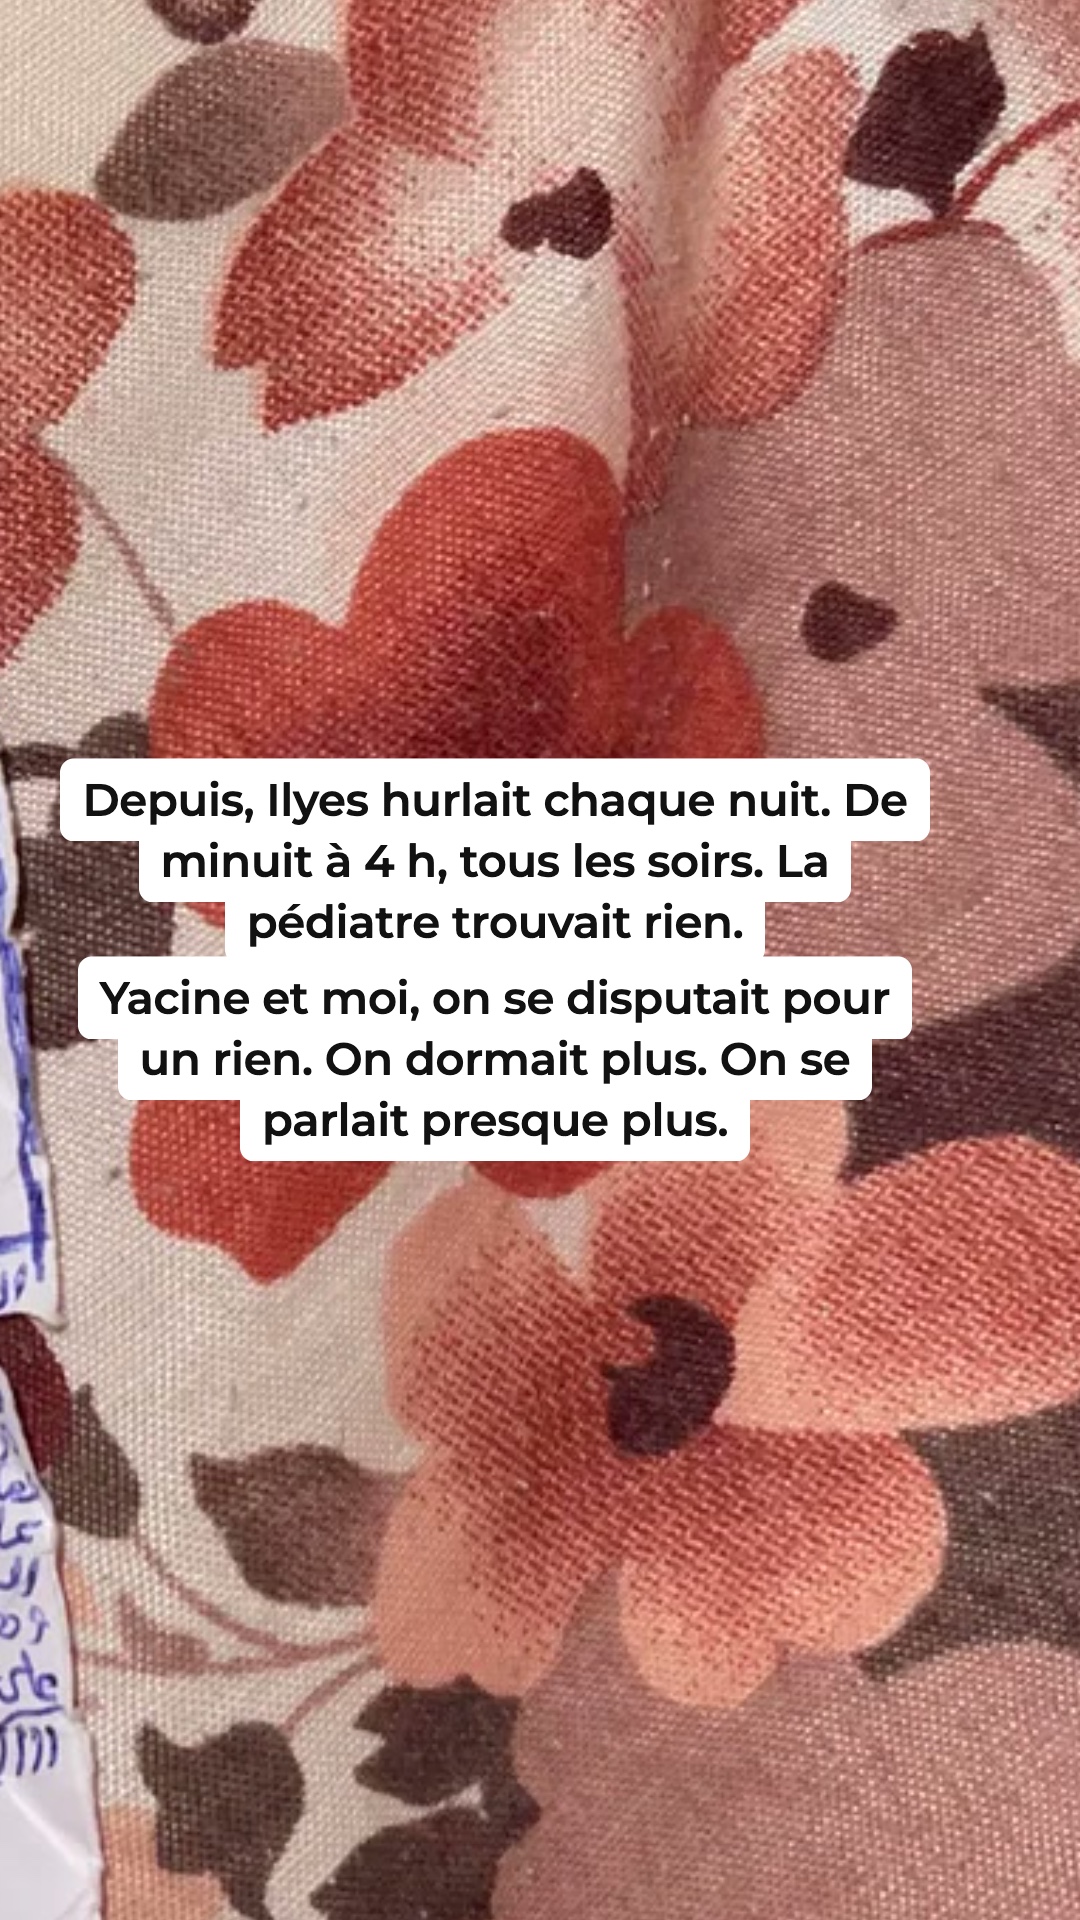 Depuis, Ilyes hurlait chaque nuit. De
minuit à 4 h, tous les soirs. La
pédiatre trouvait rien.
Yacine et moi, on se disputait pour
un rien. On dormait plus. On se
parlait presque plus.